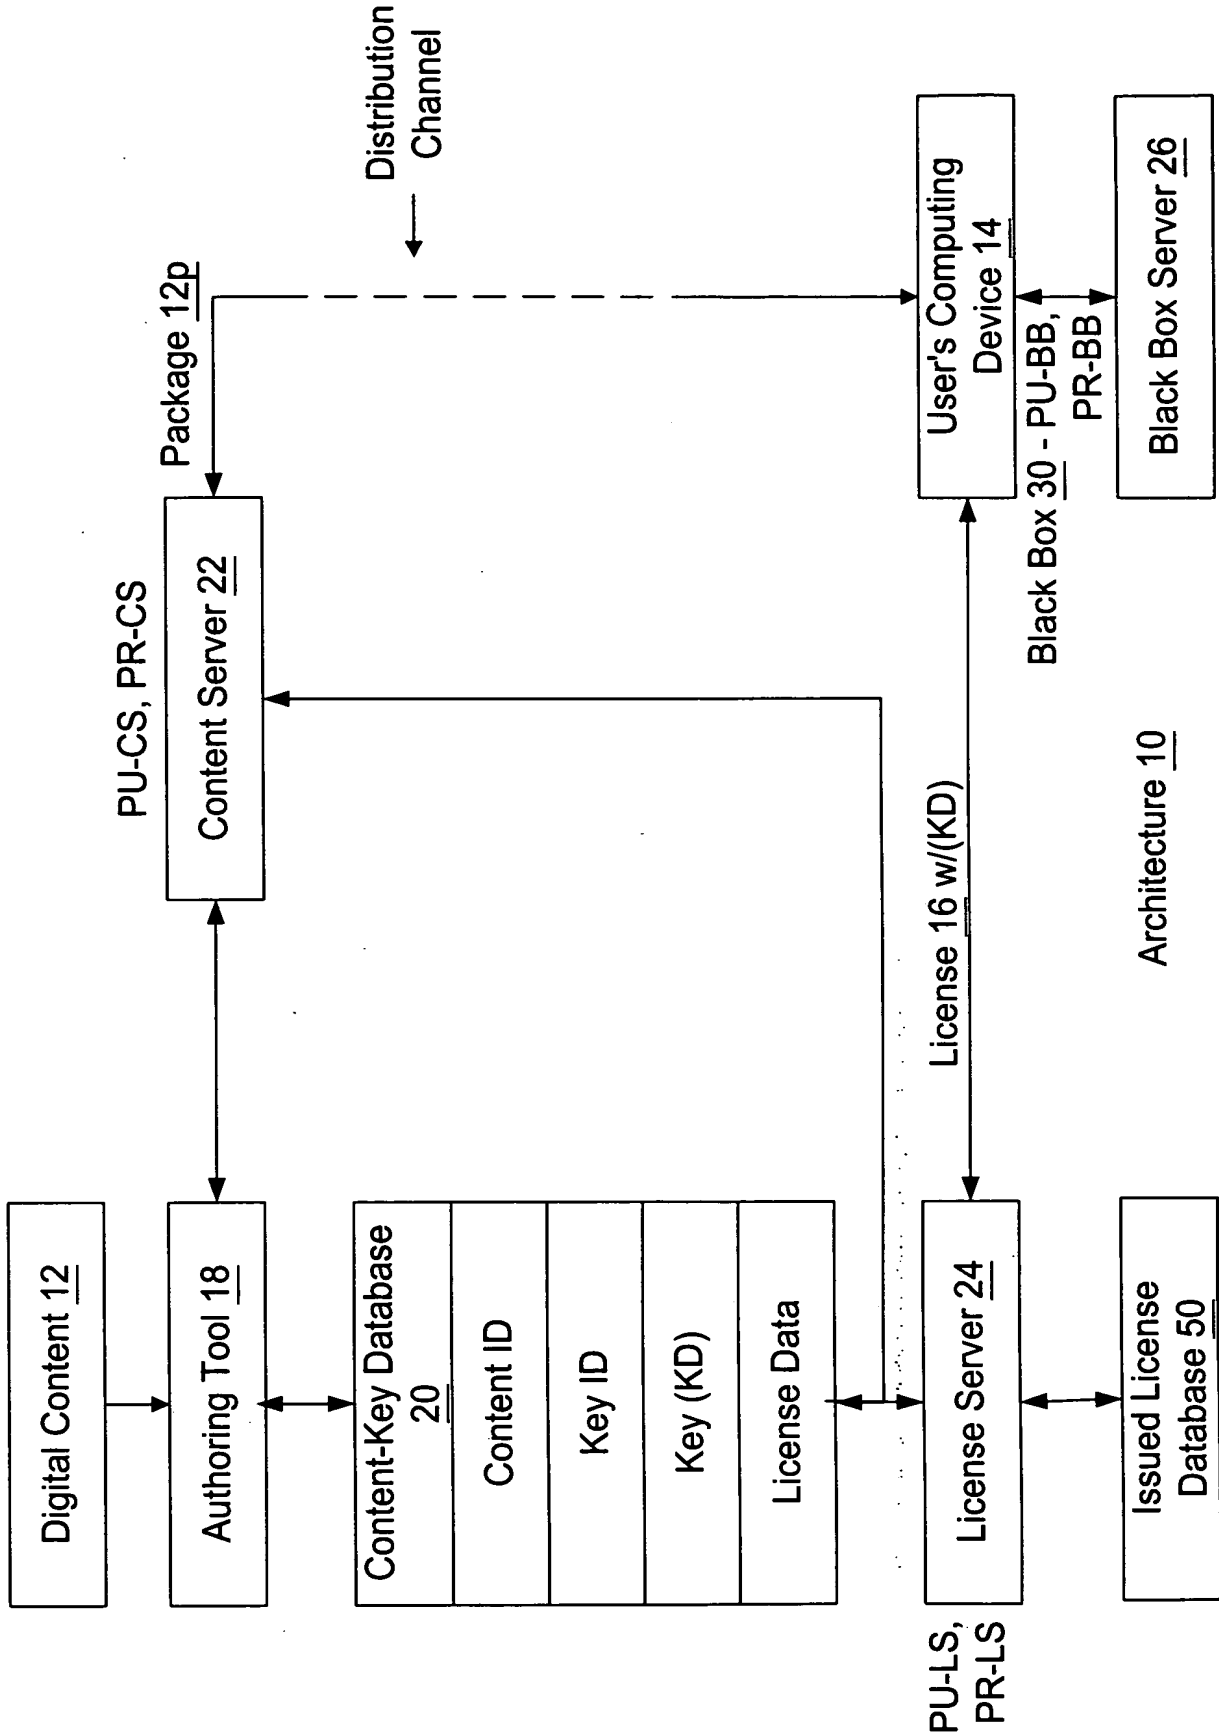 Digital Content 12
Authoring Tool 18
Content-Key Database
20
Content ID
Key ID
Key (KD)
License Data
PU-LS,
PR-LS
License Server 24
Issued License
Database 50
PU-CS, PR-CS
Content Server 22
Package 12p
Distribution
Channel
License 16 w/(KD)
User's Computing
Device 14
Black Box 30 - PU-BB,
PR-BB
Black Box Server 26
Architecture 10